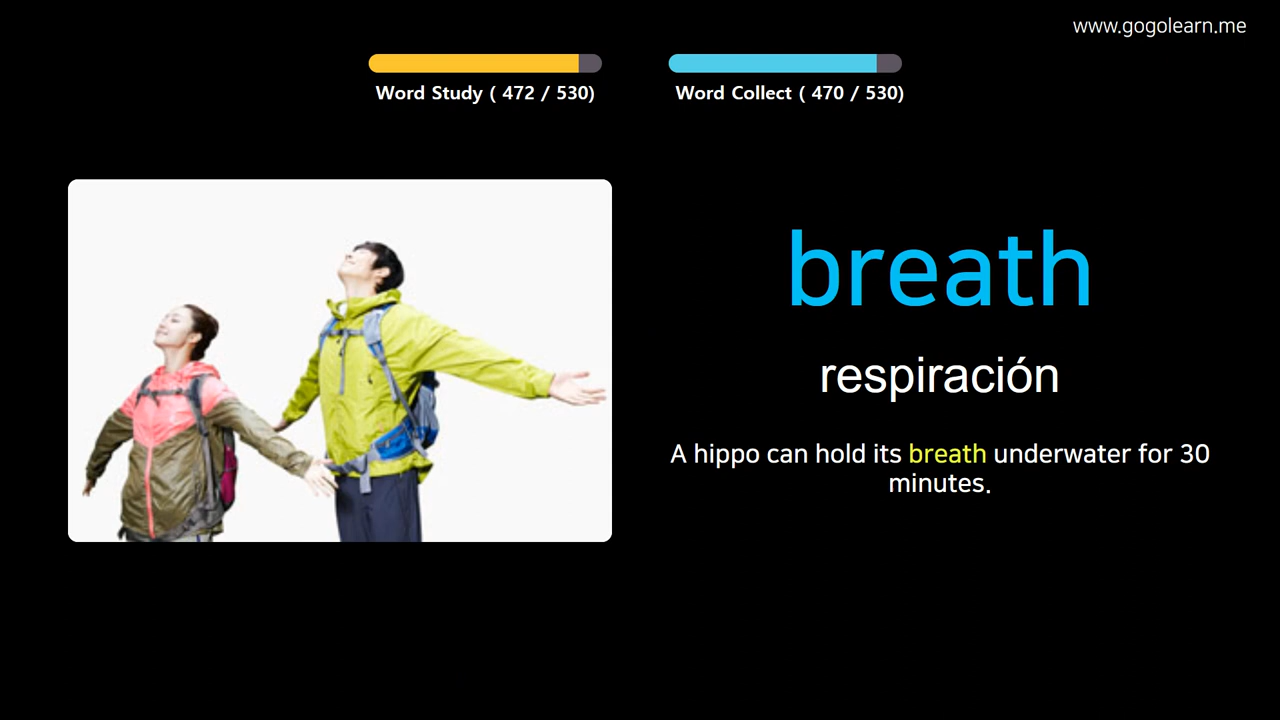 www.gogolearn.me
Word Study ( 472 / 530)
Word Collect ( 470 / 530)
breath
respiración
A hippo can hold its breath underwater for 30
minutes.